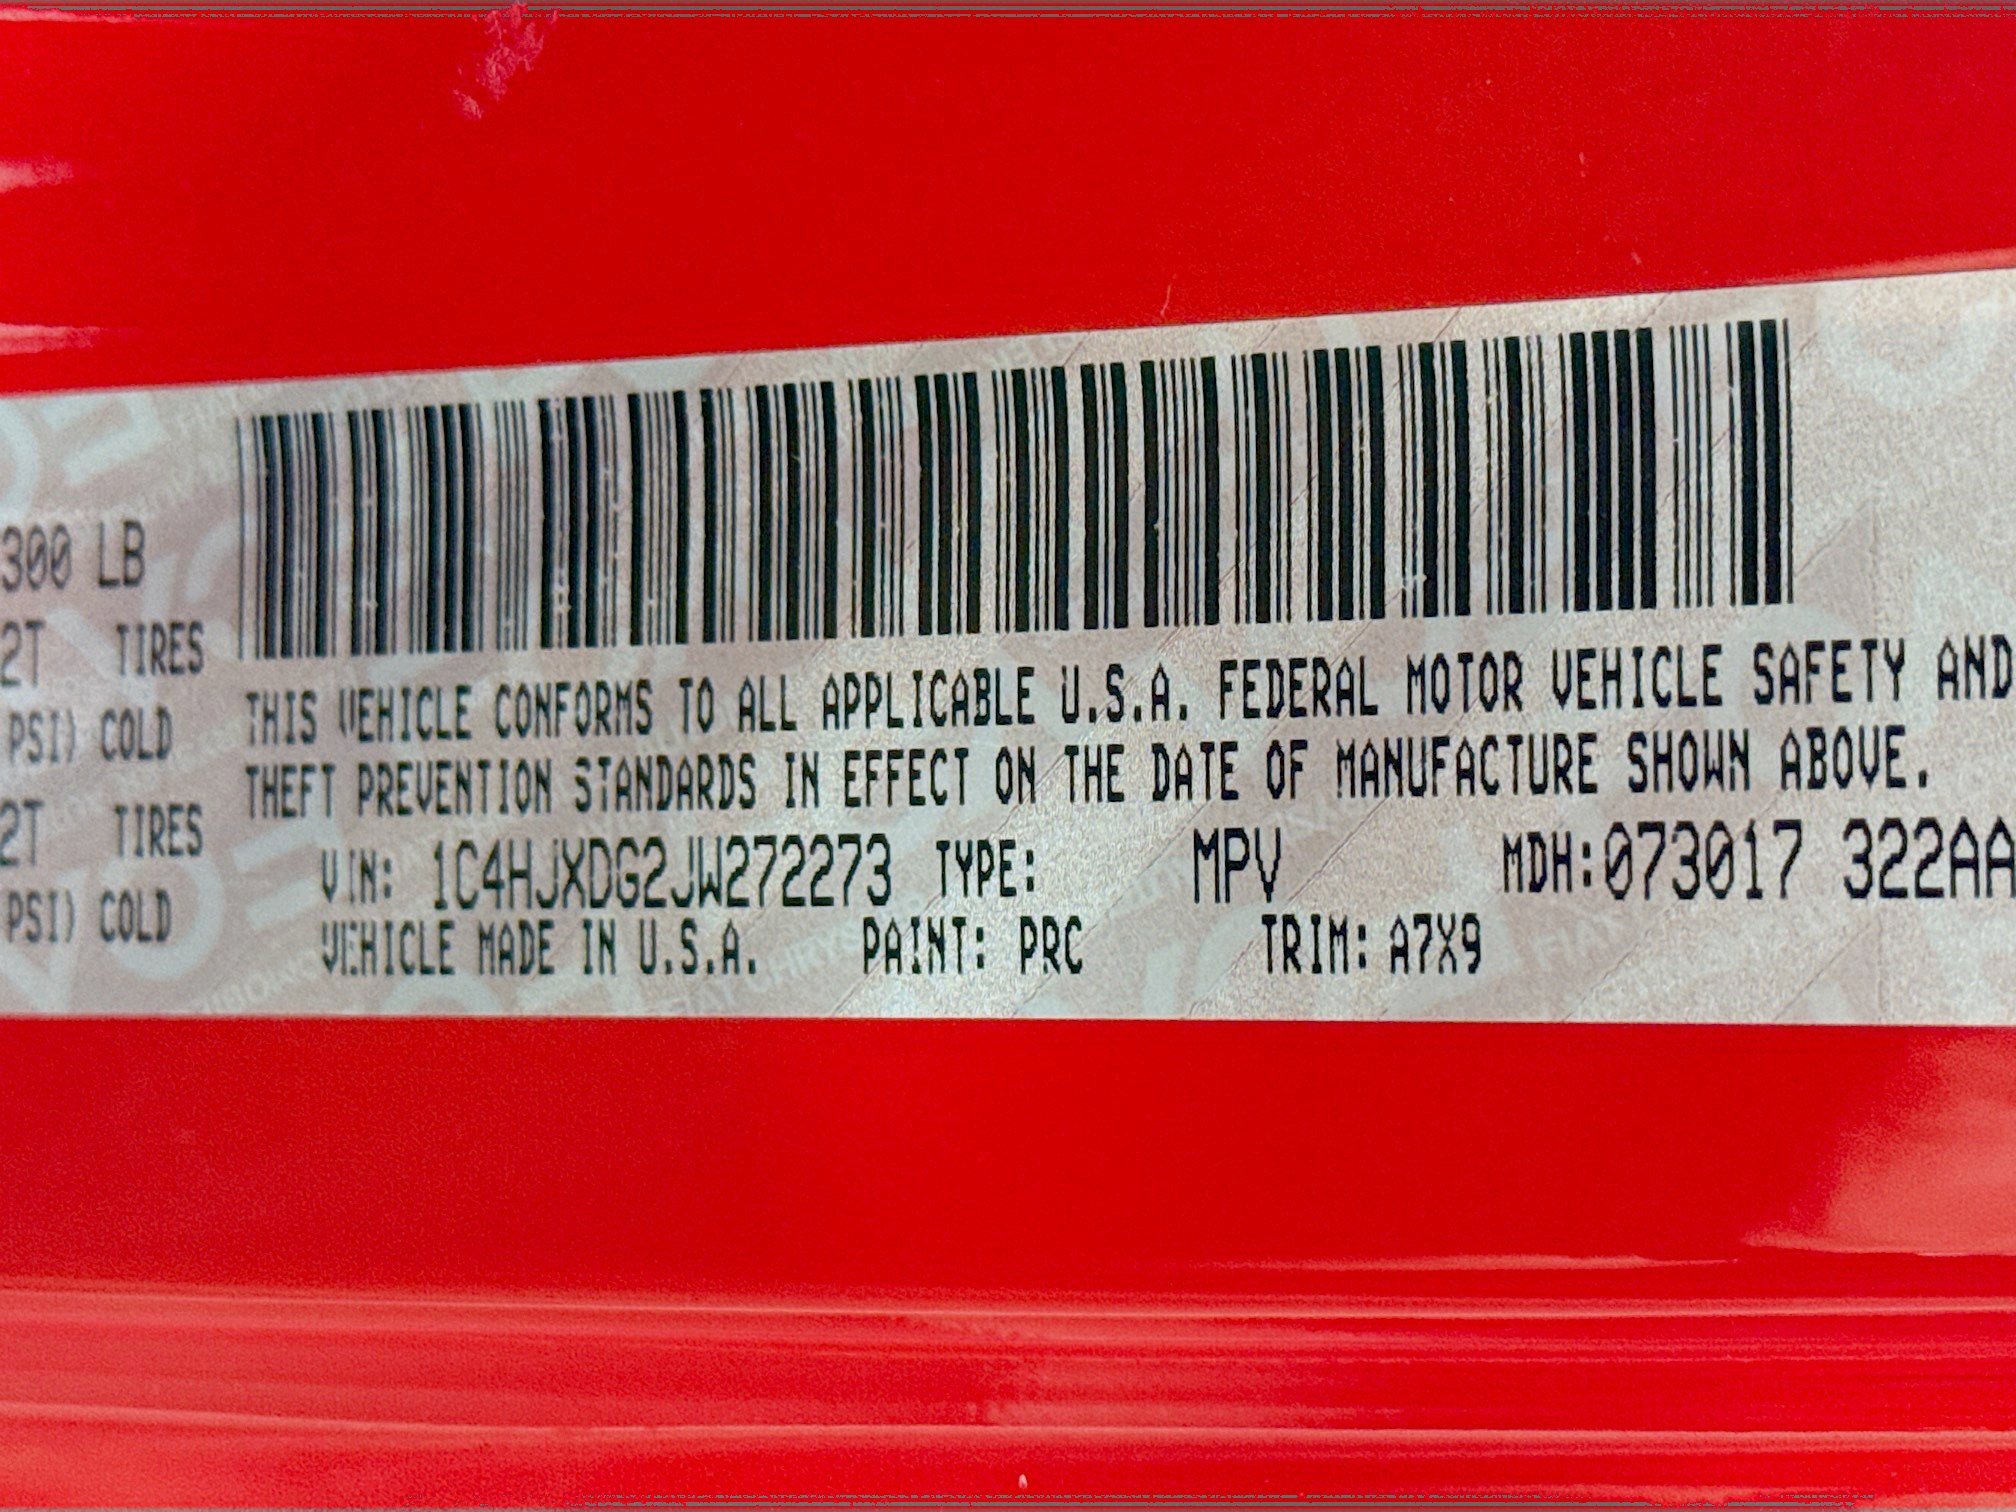 300 LB
2T TIRES
PSI) COLD
2T TIRES
PSI) COLD
THIS VEHICLE CONFORMS TO ALL APPLICABLE U.S.A. FEDERAL MOTOR VEHICLE SAFETY AND
THEFT PREVENTION STANDARDS IN EFFECT ON THE DATE OF MANUFACTURE SHOWN ABOVE.
VIN: 1C4HJXDG2JW272273 TYPE: MPV MDH:073017 322AA
VEHICLE MADE IN U.S.A. PAINT: PRC TRIM: A7X9